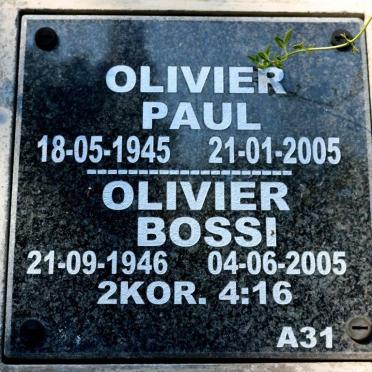 OLIVIER
PAUL
18-05-1945 21-01-2005
--------------------
OLIVIER
BOSSI
21-09-1946 04-06-2005
2KOR. 4:16
A31